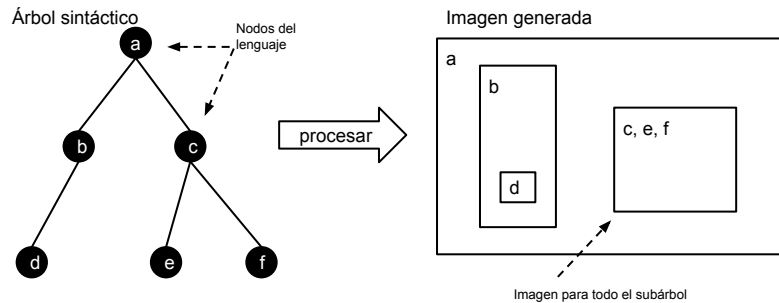 Árbol sintáctico
Nodos del
lenguaje
a
b
c
d
e
f
procesar
Imagen generada
a
b
d
c, e, f
Imagen para todo el subárbol